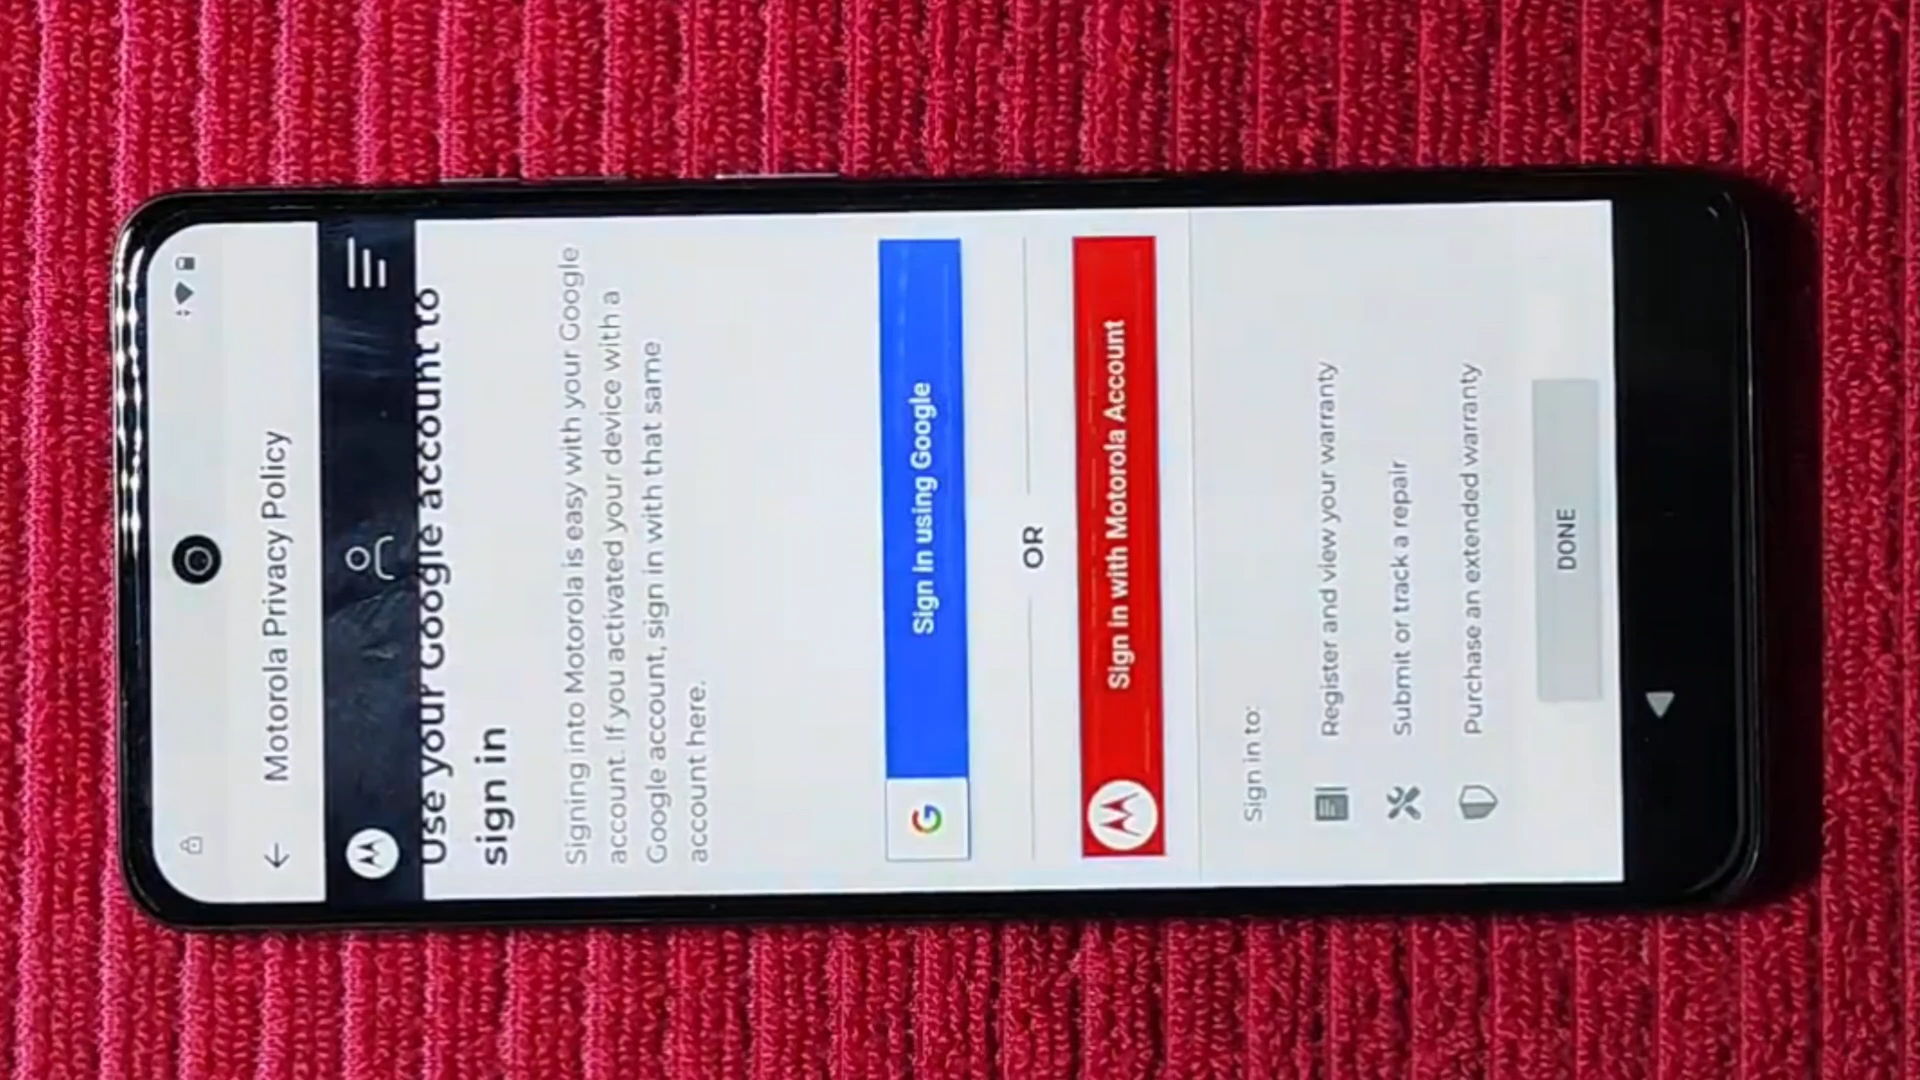 Motorola Privacy Policy
Use your Google account to
sign in
Signing into Motorola is easy with your Google
account. If you activated your device with a
Google account, sign in with that same
account here.
Sign in using Google
OR
Sign in with Motorola Account
Sign in to:
Register and view your warranty
Submit or track a repair
Purchase an extended warranty
DONE